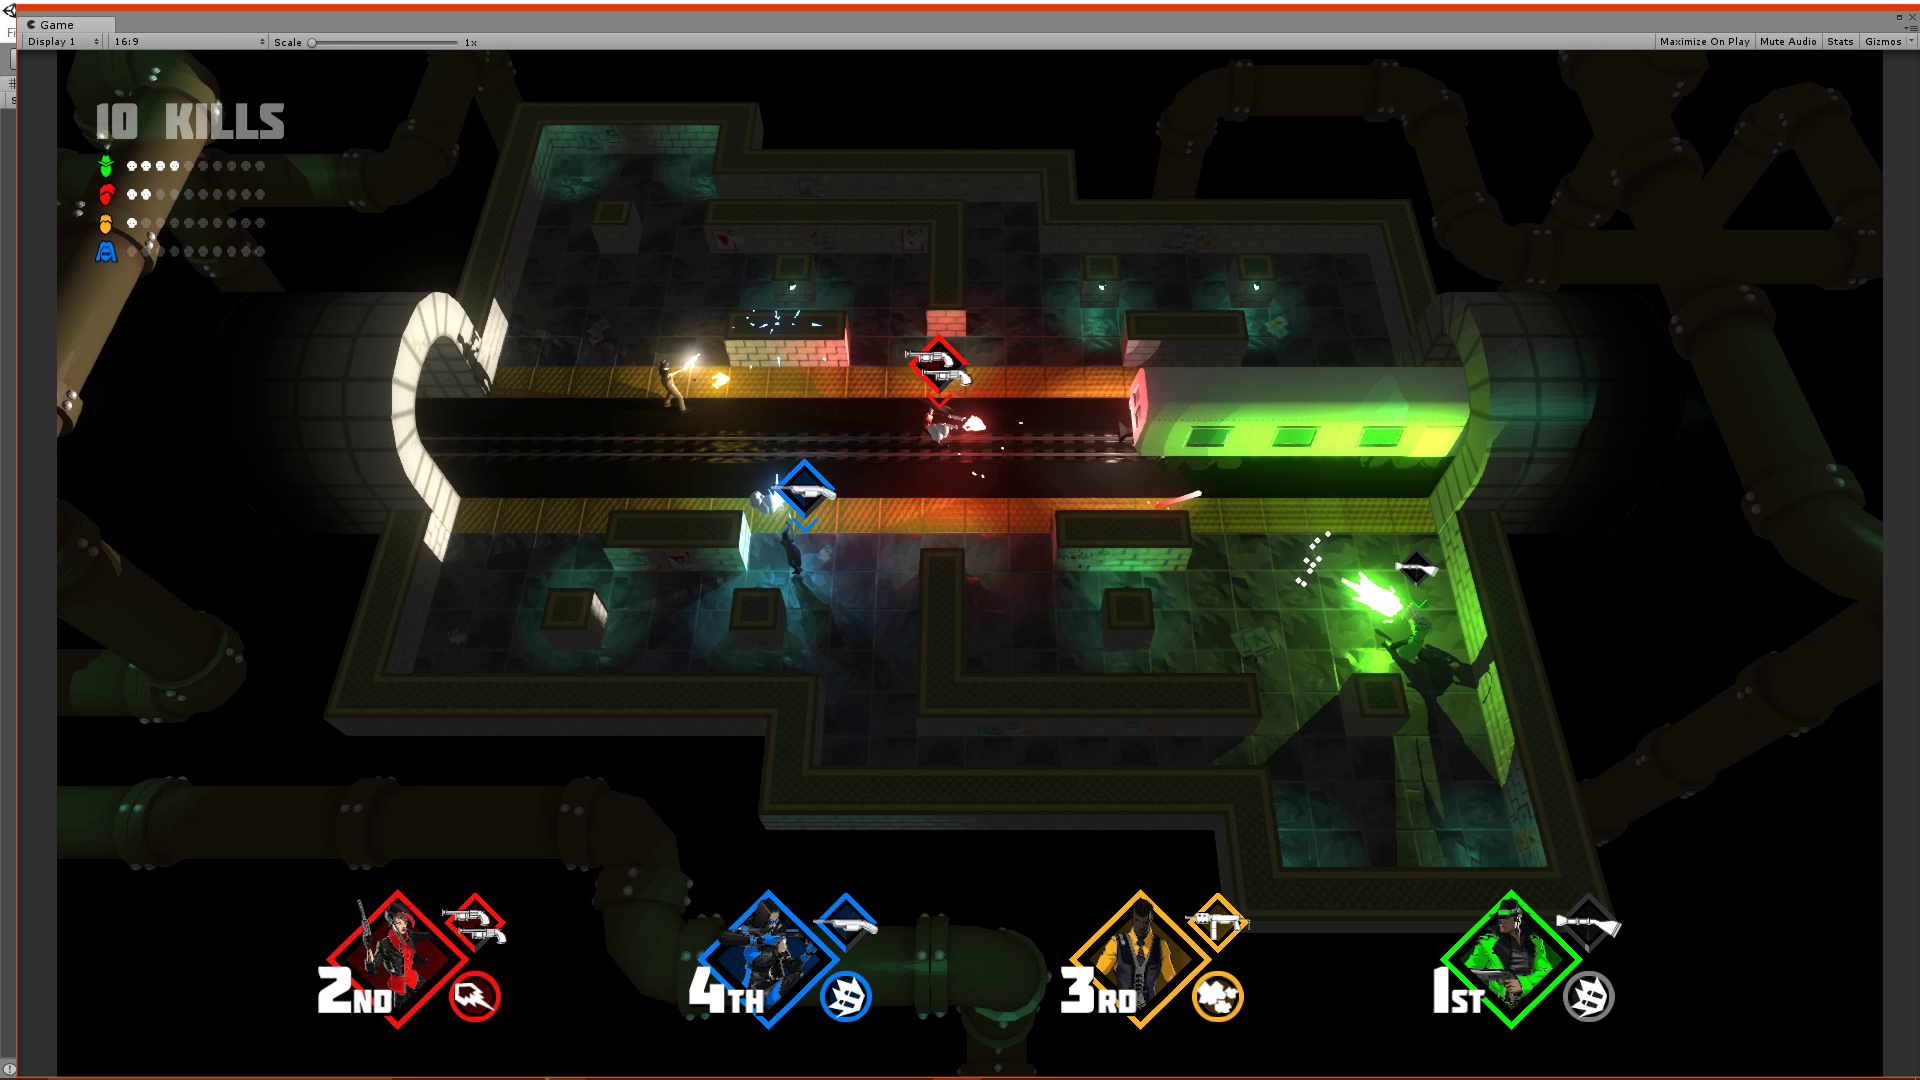 Game
Display 1
16:9
Scale
1x
Maximize On Play
Mute Audio
Stats
Gizmos
10 KILLS
2ND
4TH
3RD
1ST